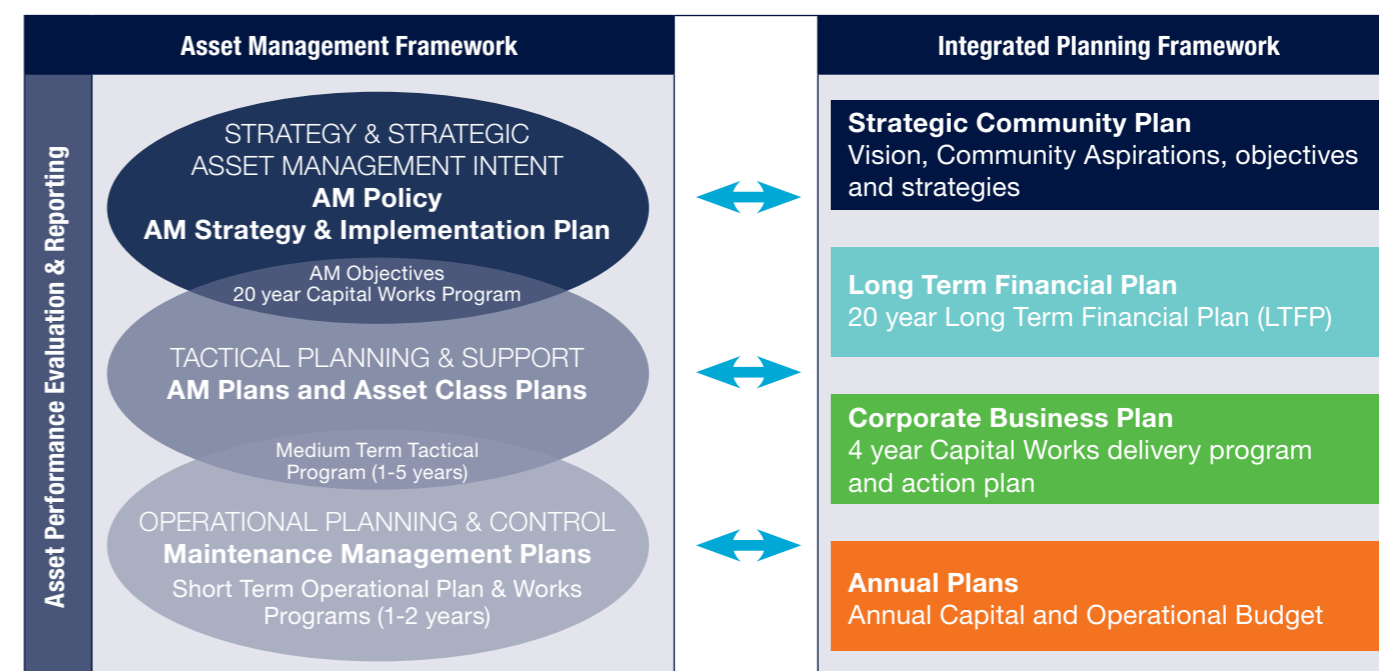 Asset Management Framework
Asset Performance Evaluation & Reporting
STRATEGY & STRATEGIC
ASSET MANAGEMENT INTENT
AM Policy
AM Strategy & Implementation Plan
AM Objectives
20 year Capital Works Program
TACTICAL PLANNING & SUPPORT
AM Plans and Asset Class Plans
Medium Term Tactical
Program (1-5 years)
OPERATIONAL PLANNING & CONTROL
Maintenance Management Plans
Short Term Operational Plan & Works
Programs (1-2 years)
Integrated Planning Framework
Strategic Community Plan
Vision, Community Aspirations, objectives
and strategies
Long Term Financial Plan
20 year Long Term Financial Plan (LTFP)
Corporate Business Plan
4 year Capital Works delivery program
and action plan
Annual Plans
Annual Capital and Operational Budget